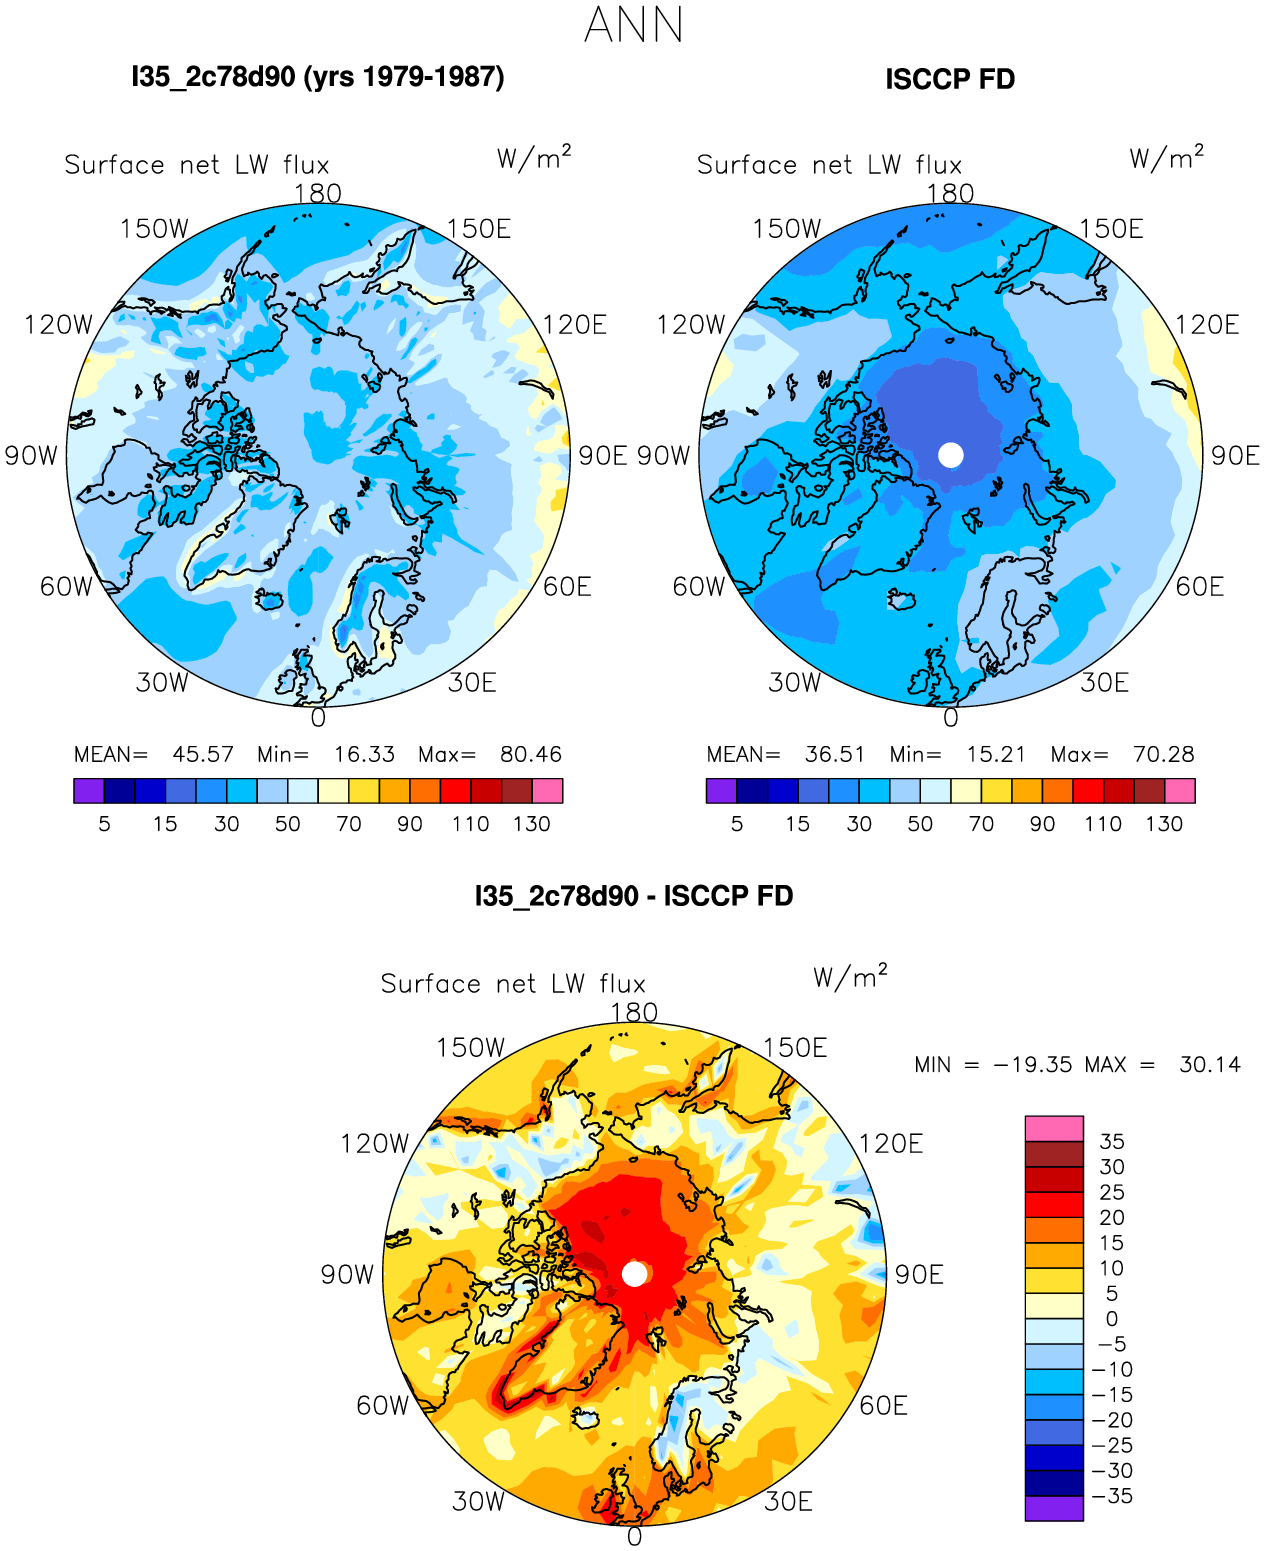 ANN
I35_2c78d90 (yrs 1979-1987)
ISCCP FD
Surface net LW flux W/m²
Surface net LW flux W/m²
180
180
150W 150E
150W 150E
120W 120E
120W 120E
90W 90E
90W 90E
60W 60E
60W 60E
30W 30E
30W 30E
0
0
MEAN= 45.57 Min= 16.33 Max= 80.46
MEAN= 36.51 Min= 15.21 Max= 70.28
5 15 30 50 70 90 110 130
5 15 30 50 70 90 110 130
I35_2c78d90 - ISCCP FD
Surface net LW flux W/m²
180
150W 150E
MIN = −19.35 MAX = 30.14
120W 120E
90W 90E
60W 60E
30W 30E
0
35
30
25
20
15
10
5
0
−5
−10
−15
−20
−25
−30
−35